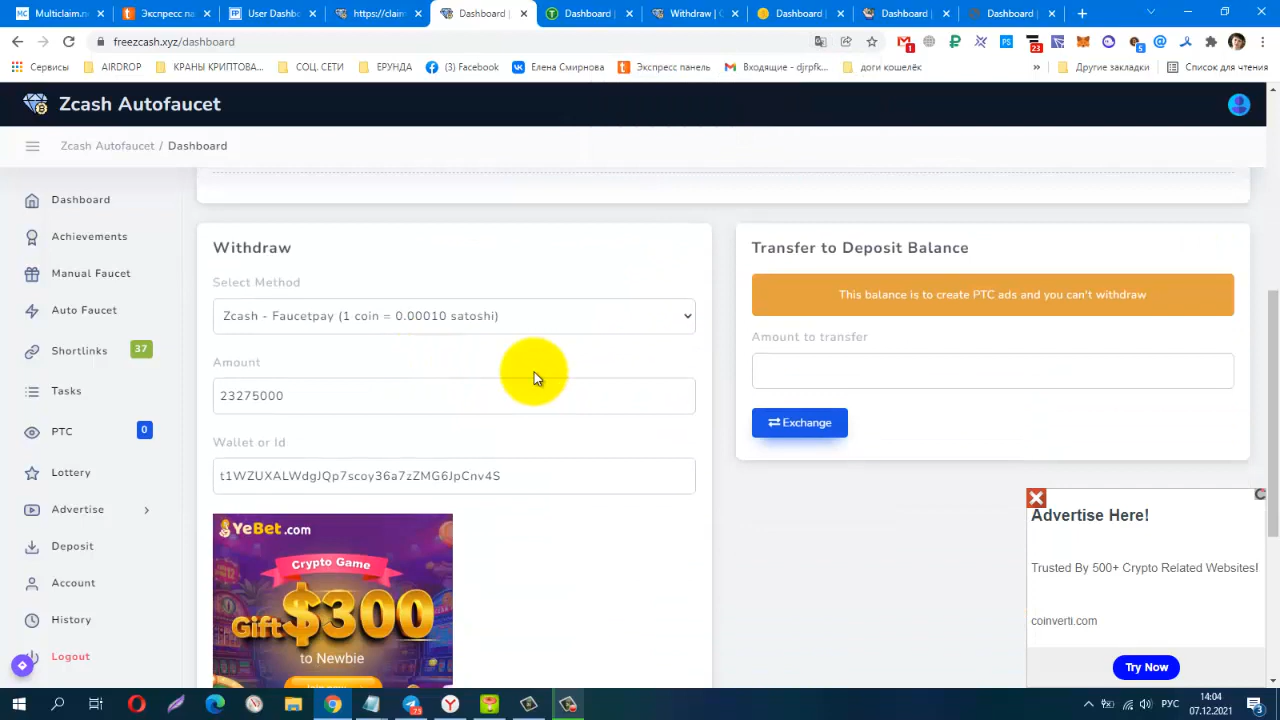 Multiclaim.n
Экспресс па
User Dashbo
https://claim
Dashboard |
Dashboard |
Withdraw | C
Dashboard |
Dashboard |
Dashboard |
freezcash.xyz/dashboard
1
23
5
Сервисы
AIRDROP
КРАНЫ КРИПТОВА...
СОЦ. СЕТИ
ЕРУНДА
(3) Facebook
Елена Смирнова
Экспресс панель
Входящие - djrpfk...
доги кошелёк
»
Другие закладки
Список для чтения
Zcash Autofaucet
Zcash Autofaucet / Dashboard
Dashboard
Achievements
Manual Faucet
Auto Faucet
Shortlinks 37
Tasks
PTC 0
Lottery
Advertise
Deposit
Account
History
Logout
Withdraw
Select Method
Zcash - Faucetpay (1 coin = 0.00010 satoshi)
Amount
23275000
Wallet or Id
t1WZUXALWdgJQp7scoy36a7zZMG6JpCnv4S
YeBet.com
Crypto Game
Gift $300
to Newbie
Transfer to Deposit Balance
This balance is to create PTC ads and you can't withdraw
Amount to transfer
Exchange
Advertise Here!
Trusted By 500+ Crypto Related Websites!
coinverti.com
Try Now
РУС
14:04
07.12.2021